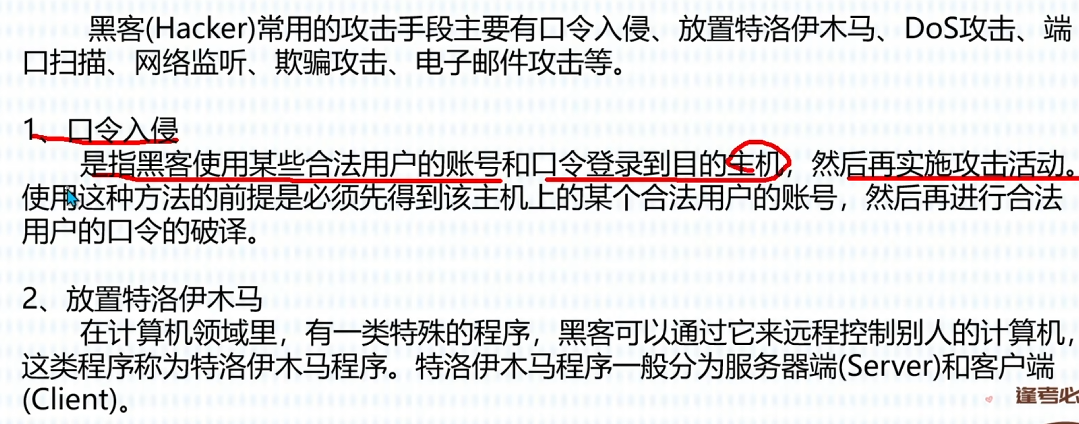 黑客(Hacker)常用的攻击手段主要有口令入侵、放置特洛伊木马、DoS攻击、端
口扫描、网络监听、欺骗攻击、电子邮件攻击等。
1、口令入侵
是指黑客使用某些合法用户的账号和口令登录到目的主机，然后再实施攻击活动。
使用这种方法的前提是必须先得到该主机上的某个合法用户的账号，然后再进行合法
用户的口令的破译。
2、放置特洛伊木马
在计算机领域里，有一类特殊的程序，黑客可以通过它来远程控制别人的计算机，
这类程序称为特洛伊木马程序。特洛伊木马程序一般分为服务器端(Server)和客户端
(Client)。
逢考必